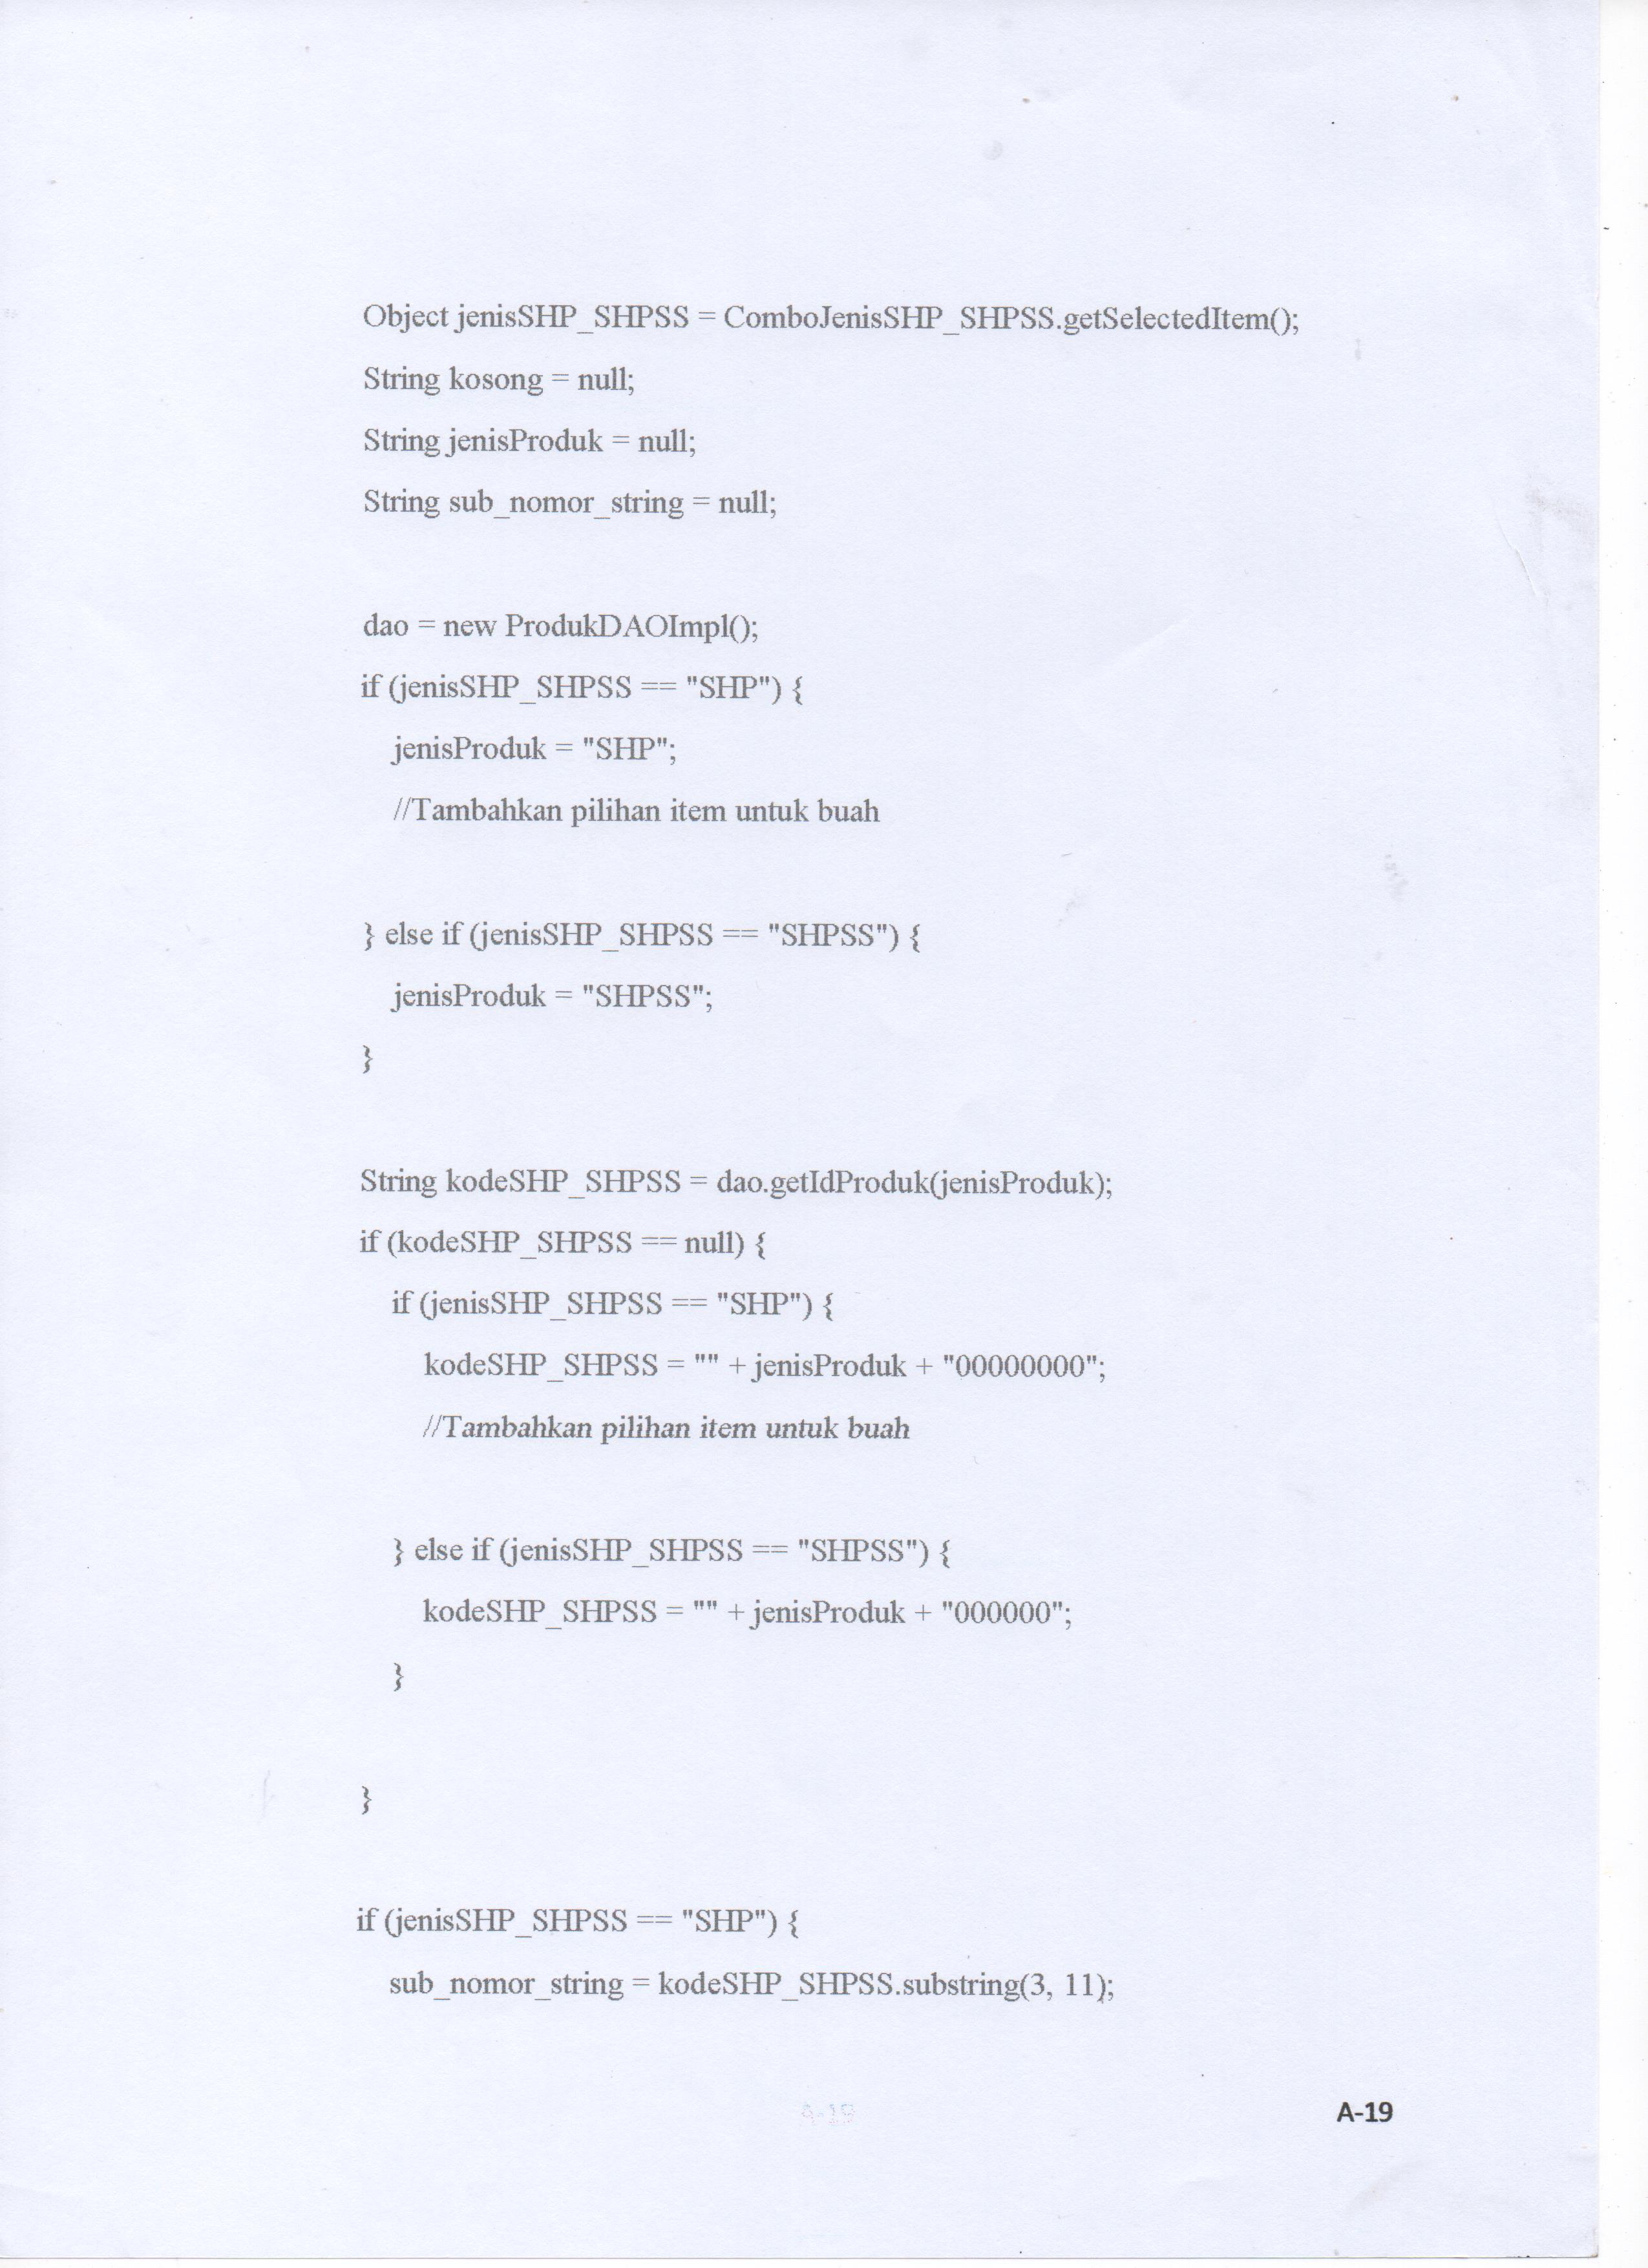 Object jenisSHP_SHPSS = ComboJenisSHP_SHPSS.getSelectedItem();
String kosong = null;
String jenisProduk = null;
String sub_nomor_string = null;
dao = new ProdukDAOImpl();
if (jenisSHP_SHPSS == "SHP") {
jenisProduk = "SHP";
//Tambahkan pilihan item untuk buah
} else if (jenisSHP_SHPSS == "SHPSS") {
jenisProduk = "SHPSS";
}
String kodeSHP_SHPSS = dao.getIdProduk(jenisProduk);
if (kodeSHP_SHPSS == null) {
if (jenisSHP_SHPSS == "SHP") {
kodeSHP_SHPSS = "" + jenisProduk + "00000000";
//Tambahkan pilihan item untuk buah
} else if (jenisSHP_SHPSS == "SHPSS") {
kodeSHP_SHPSS = "" + jenisProduk + "000000";
}
}
if (jenisSHP_SHPSS == "SHP") {
sub_nomor_string = kodeSHP_SHPSS.substring(3, 11);
A-19